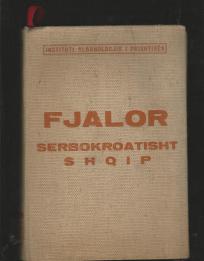 INSTITUTI ALBANOLOGJIK I PRISHTINËS
FJALOR
SERBOKROATISHT
SHQIP